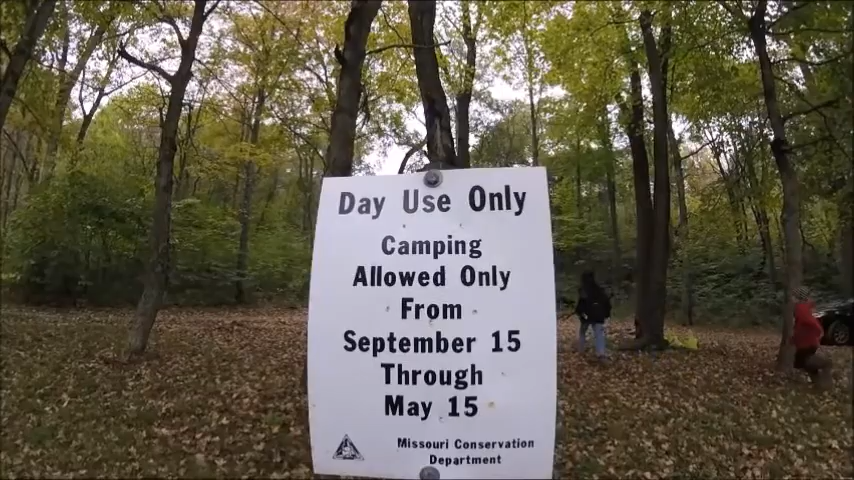 Day Use Only
Camping
Allowed Only
From
September 15
Through
May 15
Missouri Conservation
Department